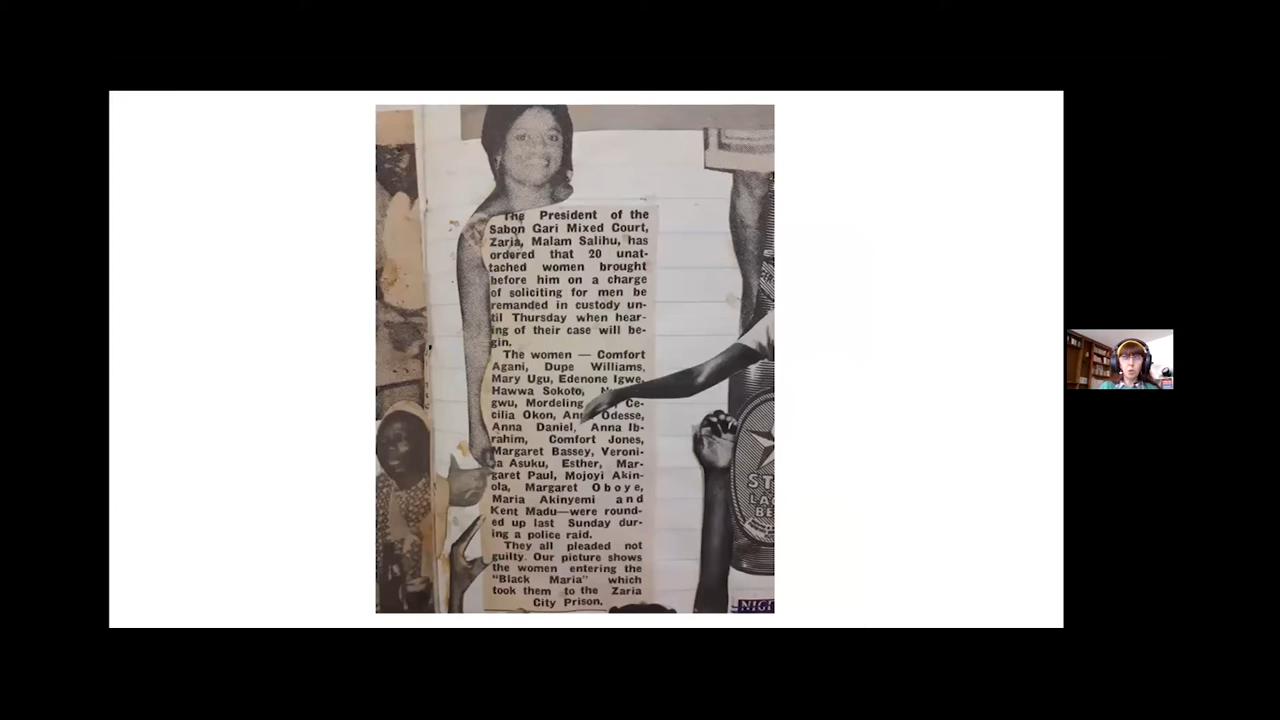 The President of the
Sabon Gari Mixed Court,
Zaria, Malam Salihu, has
ordered that 20 unat-
tached women brought
before him on a charge
of soliciting for men be
remanded in custody un-
til Thursday when hear-
ing of their case will be-
gin.
The women — Comfort
Agani, Dupe Williams,
Mary Ugu, Edenone Igwe,
Hawwa Sokoto,
gwu, Mordeling Ce-
cilia Okon, Odesse,
Anna Daniel, Anna Ib-
rahim, Comfort Jones,
Margaret Bassey, Veroni-
Asuku, Esther, Mar-
garet Paul, Mojoyi Akin-
ola, Margaret Oboye,
Maria Akinyemi and
Kent Madu—were round-
ed up last Sunday dur-
ing a police raid.
They all pleaded not
guilty. Our picture shows
the women entering the
"Black Maria" which
took them to the Zaria
City Prison.